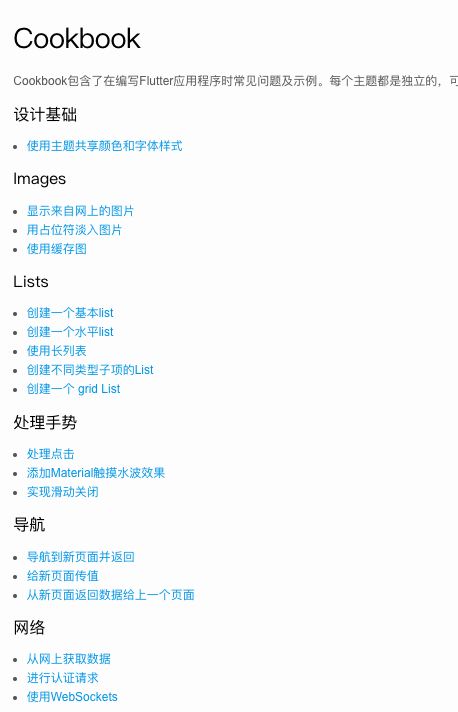 Cookbook
Cookbook包含了在编写Flutter应用程序时常见问题及示例。每个主题都是独立的，可
设计基础
使用主题共享颜色和字体样式
Images
显示来自网上的图片
用占位符淡入图片
使用缓存图
Lists
创建一个基本list
创建一个水平list
使用长列表
创建不同类型子项的List
创建一个 grid List
处理手势
处理点击
添加Material触摸水波效果
实现滑动关闭
导航
导航到新页面并返回
给新页面传值
从新页面返回数据给上一个页面
网络
从网上获取数据
进行认证请求
使用WebSockets